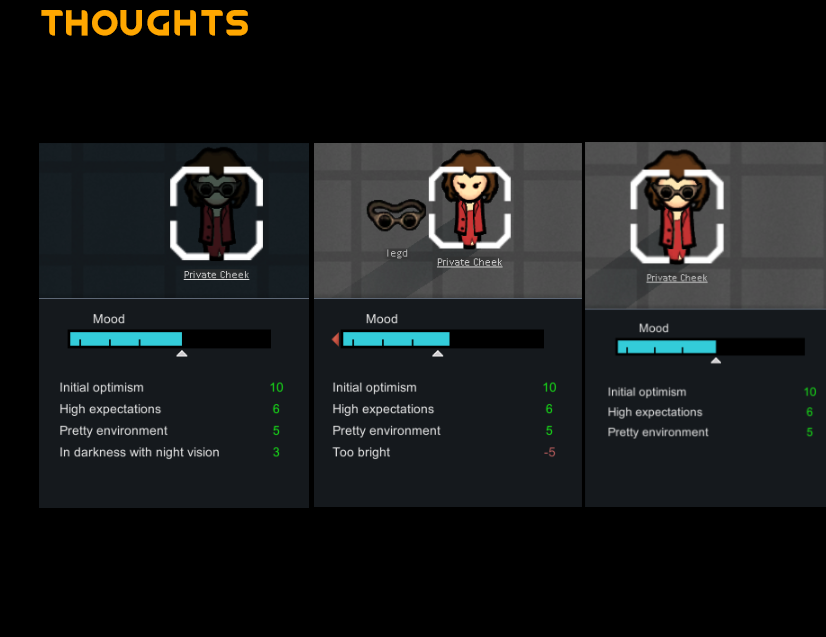 THOUGHTS
Private Cheek
Mood
Initial optimism 10
High expectations 6
Pretty environment 5
In darkness with night vision 3
legd
Private Cheek
Mood
Initial optimism 10
High expectations 6
Pretty environment 5
Too bright -5
Private Cheek
Mood
Initial optimism 10
High expectations 6
Pretty environment 5